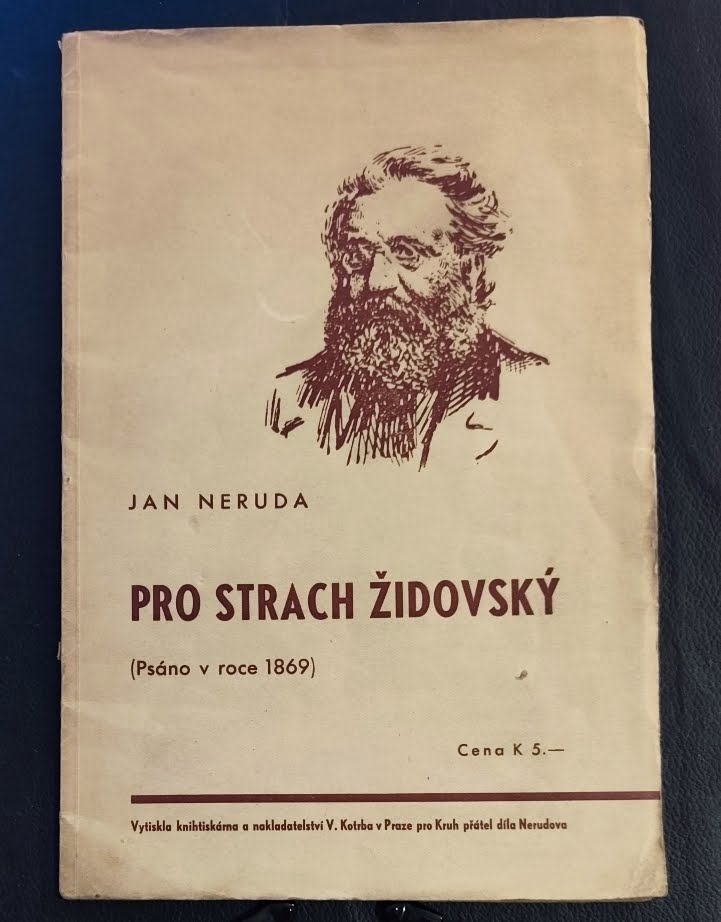 JAN NERUDA
PRO STRACH ŽIDOVSKÝ
(Psáno v roce 1869)
Cena K 5.—
Vytiskla knihtiskárna a nakladatelství V. Kotrba v Praze pro Kruh přátel díla Nerudova